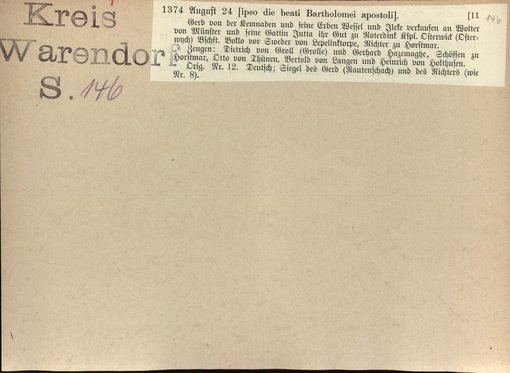 Kreis
Warendorf
S. 146
1374 August 24 [ipso die beati Bartholomei apostoli]. [11 146
Gerd von der Kemnaden und seine Erben Wessel und Ilcke verkaufen an Wolter
von Münster und seine Gattin Jutta ihr Gut zu Noterdink Kspl. Osterwick (Oster-
wych) Bschft. Boklo vor Sweder von Lepelinktorpe, Richter zu Horstmar.
Zeugen: Dietrich von Groll (Grolle) und Gerhard Hazemaghe, Schöffen zu
Horstmar, Otto von Thünen, Bertold von Langen und Heinrich von Holthusen.
Orig. Nr. 12. Deutsch; Siegel des Gerd (Rautenschach) und des Richters (wie
Nr. 8).